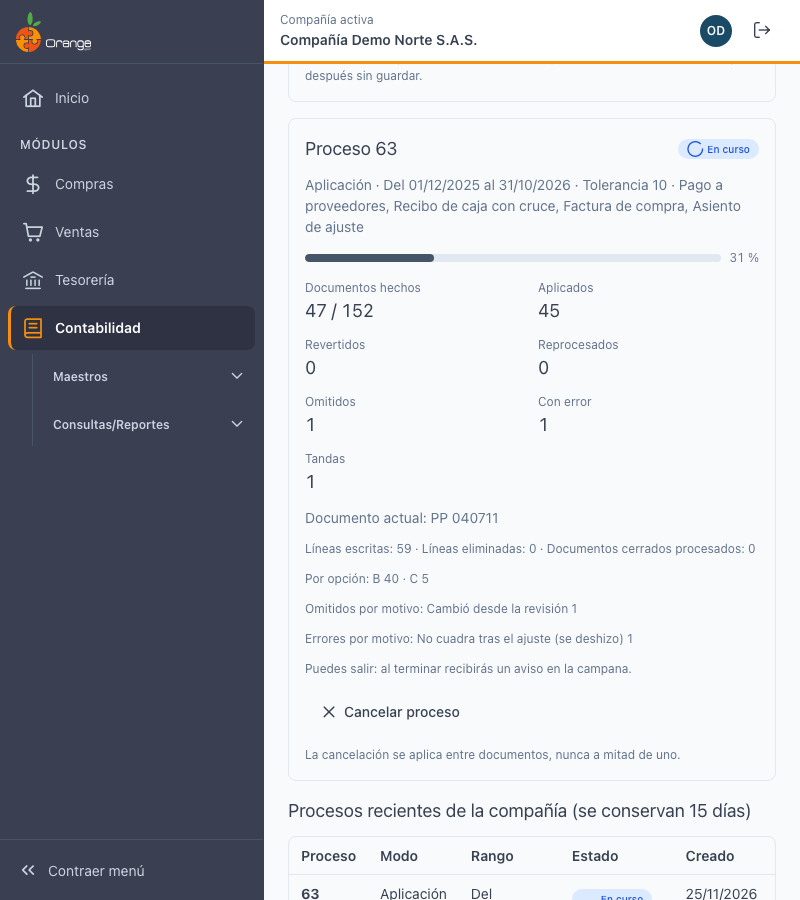 Orange
Inicio
MÓDULOS
Compras
Ventas
Tesorería
Contabilidad
Maestros
Consultas/Reportes
Contraer menú
Compañía activa
Compañía Demo Norte S.A.S.
OD
después sin guardar.
Proceso 63
En curso
Aplicación · Del 01/12/2025 al 31/10/2026 · Tolerancia 10 · Pago a
proveedores, Recibo de caja con cruce, Factura de compra, Asiento
de ajuste
31 %
Documentos hechos
47 / 152
Aplicados
45
Revertidos
0
Reprocesados
0
Omitidos
1
Con error
1
Tandas
1
Documento actual: PP 040711
Líneas escritas: 59 · Líneas eliminadas: 0 · Documentos cerrados procesados: 0
Por opción: B 40 · C 5
Omitidos por motivo: Cambió desde la revisión 1
Errores por motivo: No cuadra tras el ajuste (se deshizo) 1
Puedes salir: al terminar recibirás un aviso en la campana.
Cancelar proceso
La cancelación se aplica entre documentos, nunca a mitad de uno.
Procesos recientes de la compañía (se conservan 15 días)
Proceso Modo Rango Estado Creado
63 Aplicación Del En curso 25/11/2026